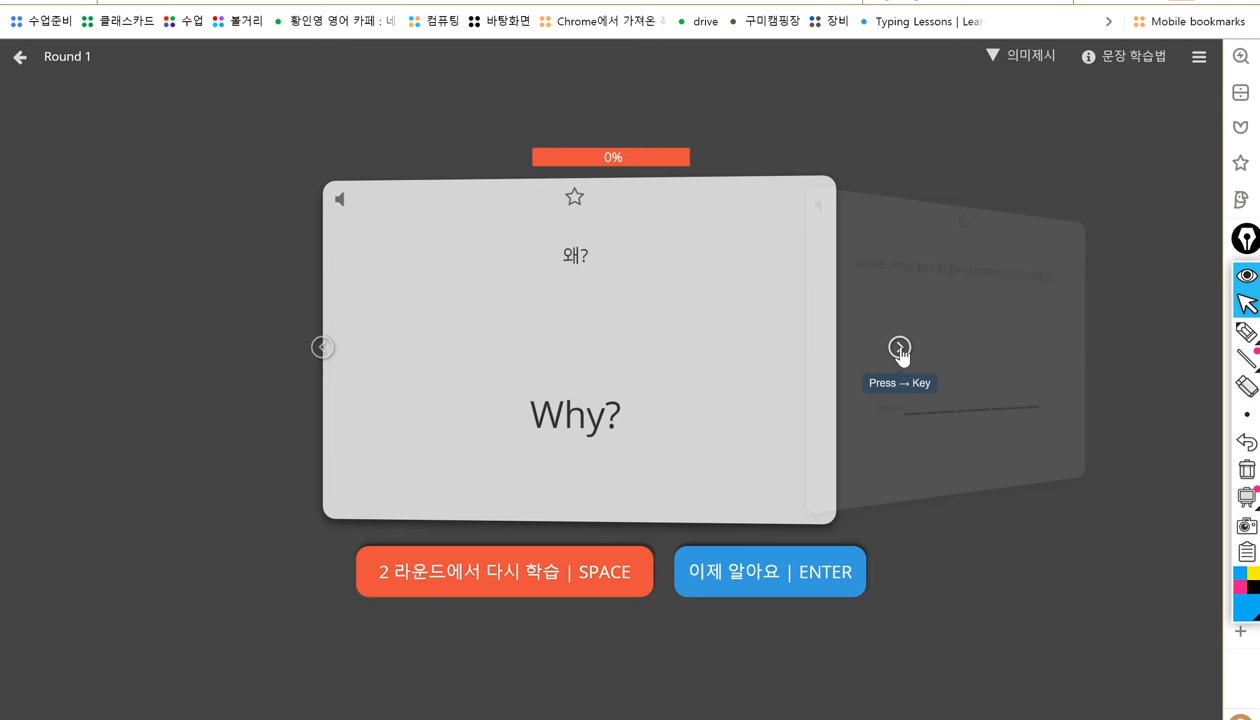 수업준비 클래스카드 수업 볼거리 황인영 영어 카페 : 네 컴퓨팅 바탕화면 Chrome에서 가져온 drive 구미캠핑장 장비 Typing Lessons | Lear Mobile bookmarks
Round 1 의미제시 문장 학습법
0%
왜?
Why?
Press → Key
2 라운드에서 다시 학습 | SPACE 이제 알아요 | ENTER